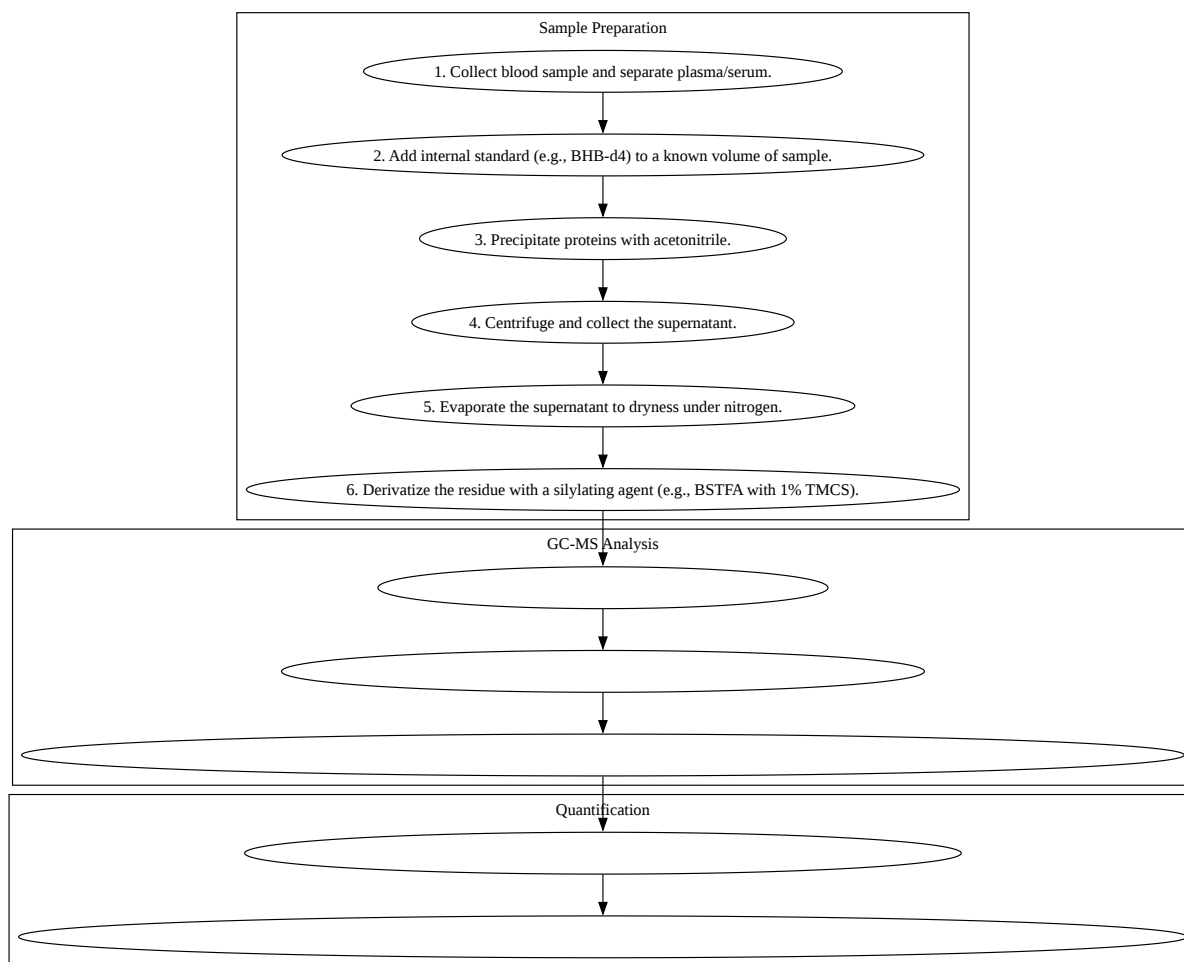 Sample Preparation
1. Collect blood sample and separate plasma/serum.
2. Add internal standard (e.g., BHB-d4) to a known volume of sample.
3. Precipitate proteins with acetonitrile.
4. Centrifuge and collect the supernatant.
5. Evaporate the supernatant to dryness under nitrogen.
6. Derivatize the residue with a silylating agent (e.g., BSTFA with 1% TMCS).
GC-MS Analysis
Quantification